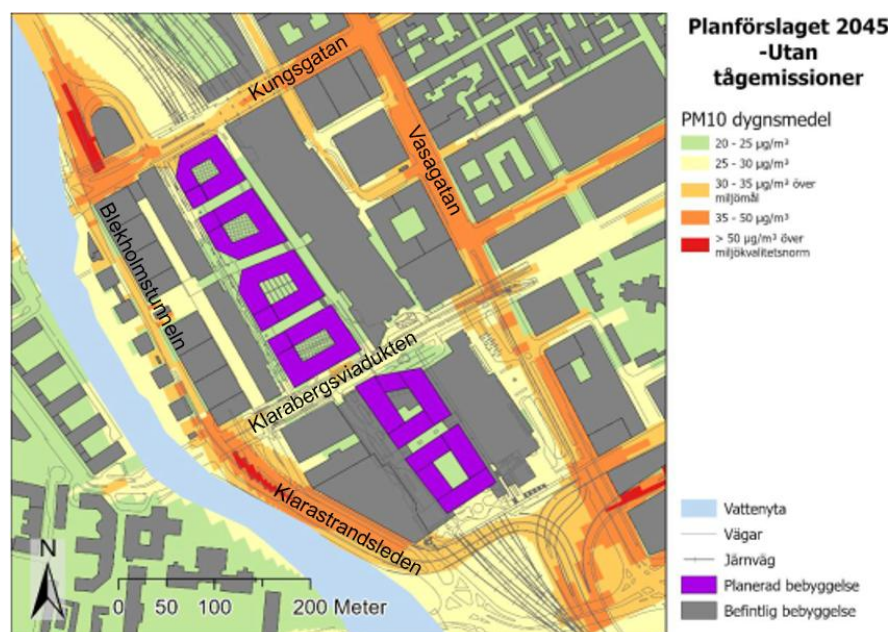 Planförslaget 2045
-Utan
tågemissioner
PM10 dygnsmedel
20 - 25 µg/m³
25 - 30 µg/m³
30 - 35 µg/m³ över
miljömål
35 - 50 µg/m³
> 50 µg/m³ över
miljökvalitetsnorm
Kungsgatan
Vasagatan
Blekholmstunneln
Klarabergsviadukten
Klarastrandsleden
N
0 50 100 200 Meter
Vattenyta
Vägar
Järnväg
Planerad bebyggelse
Befintlig bebyggelse